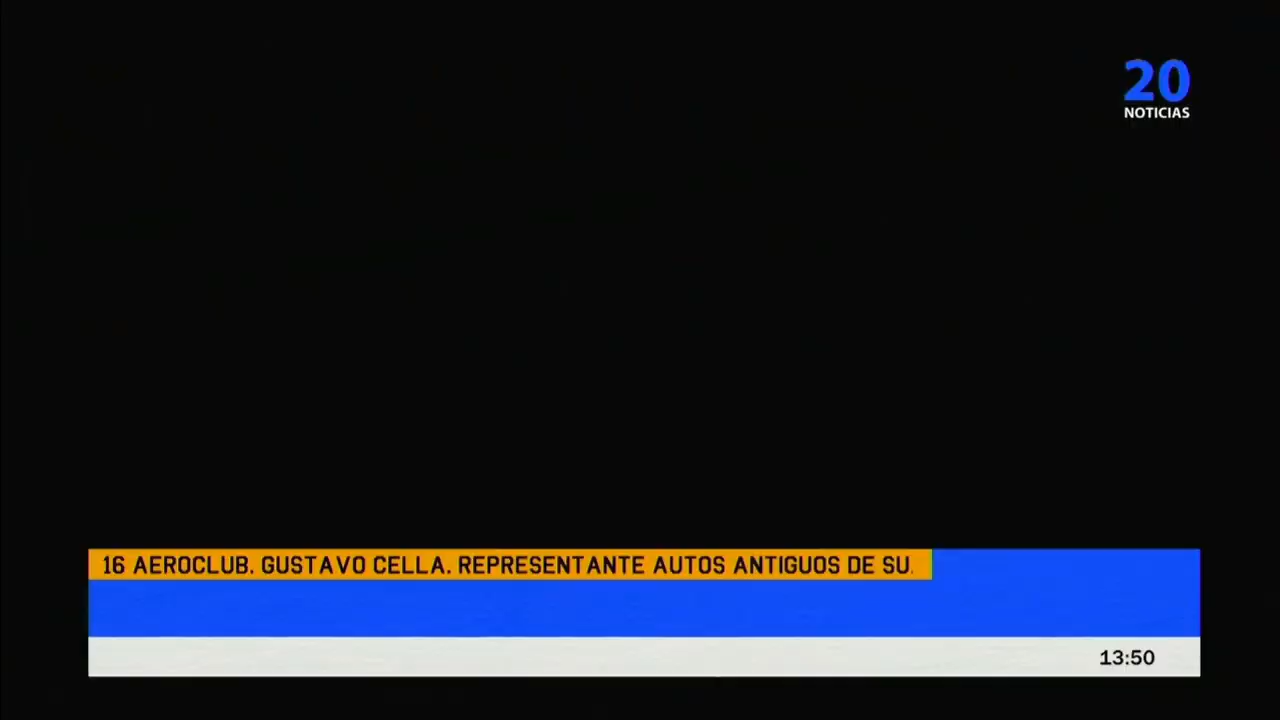 20
NOTICIAS
16 AEROCLUB. GUSTAVO CELLA. REPRESENTANTE AUTOS ANTIGUOS DE SU
13:50